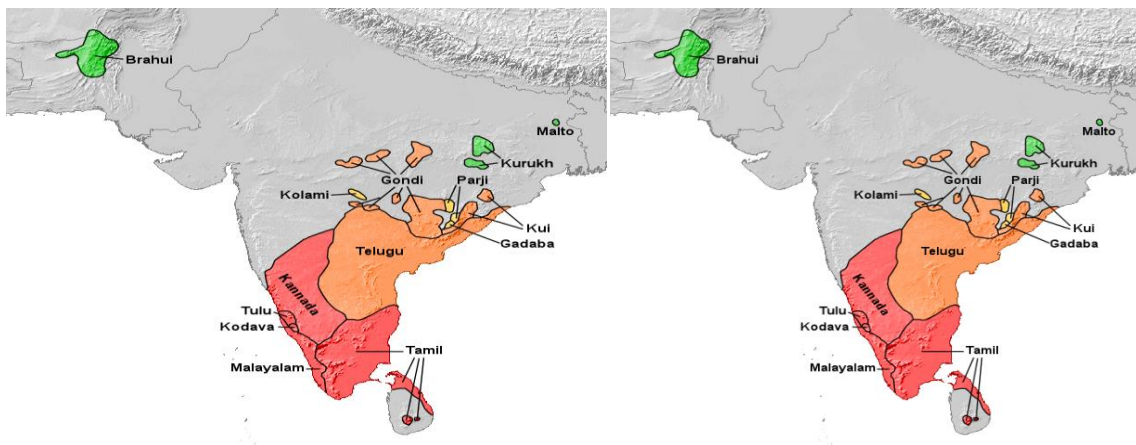 Brahui
Malto
Kurukh
Gondi
Parji
Kolami
Kui
Gadaba
Telugu
Kannada
Tulu
Kodava
Tamil
Malayalam
Brahui
Malto
Kurukh
Gondi
Parji
Kolami
Kui
Gadaba
Telugu
Kannada
Tulu
Kodava
Tamil
Malayalam